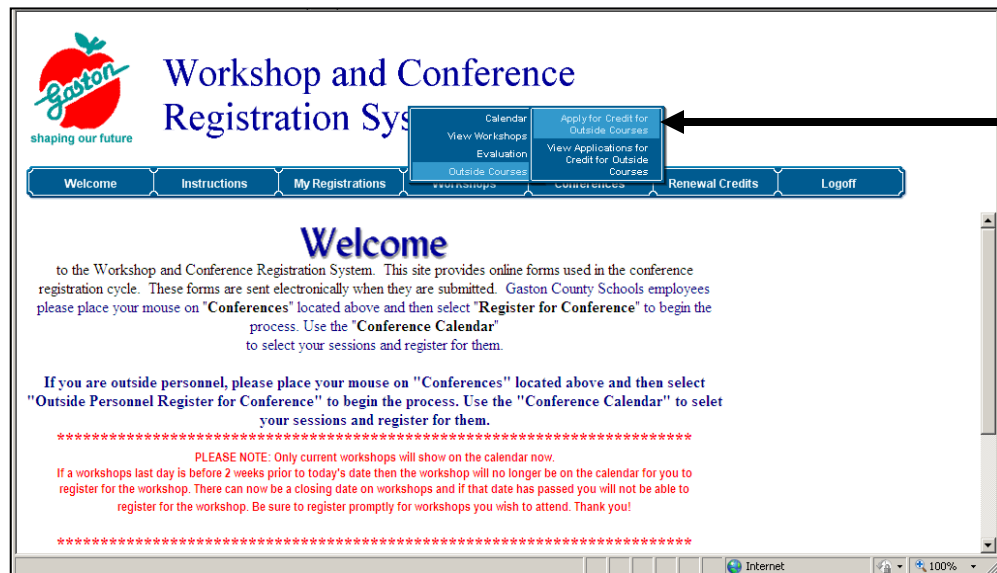 Gaston
shaping our future
Workshop and Conference
Registration Sys
Calendar
View Workshops
Evaluation
Outside Courses
Apply for Credit for
Outside Courses
View Applications for
Credit for Outside
Courses
Welcome
Instructions
My Registrations
Workshops
Conferences
Renewal Credits
Logoff
Welcome
to the Workshop and Conference Registration System. This site provides online forms used in the conference
registration cycle. These forms are sent electronically when they are submitted. Gaston County Schools employees
please place your mouse on "Conferences" located above and then select "Register for Conference" to begin the
process. Use the "Conference Calendar"
to select your sessions and register for them.
If you are outside personnel, please place your mouse on "Conferences" located above and then select
"Outside Personnel Register for Conference" to begin the process. Use the "Conference Calendar" to selet
your sessions and register for them.
************************************************************************
PLEASE NOTE: Only current workshops will show on the calendar now.
If a workshops last day is before 2 weeks prior to today's date then the workshop will no longer be on the calendar for you to
register for the workshop. There can now be a closing date on workshops and if that date has passed you will not be able to
register for the workshop. Be sure to register promptly for workshops you wish to attend. Thank you!
************************************************************************
Internet
100%